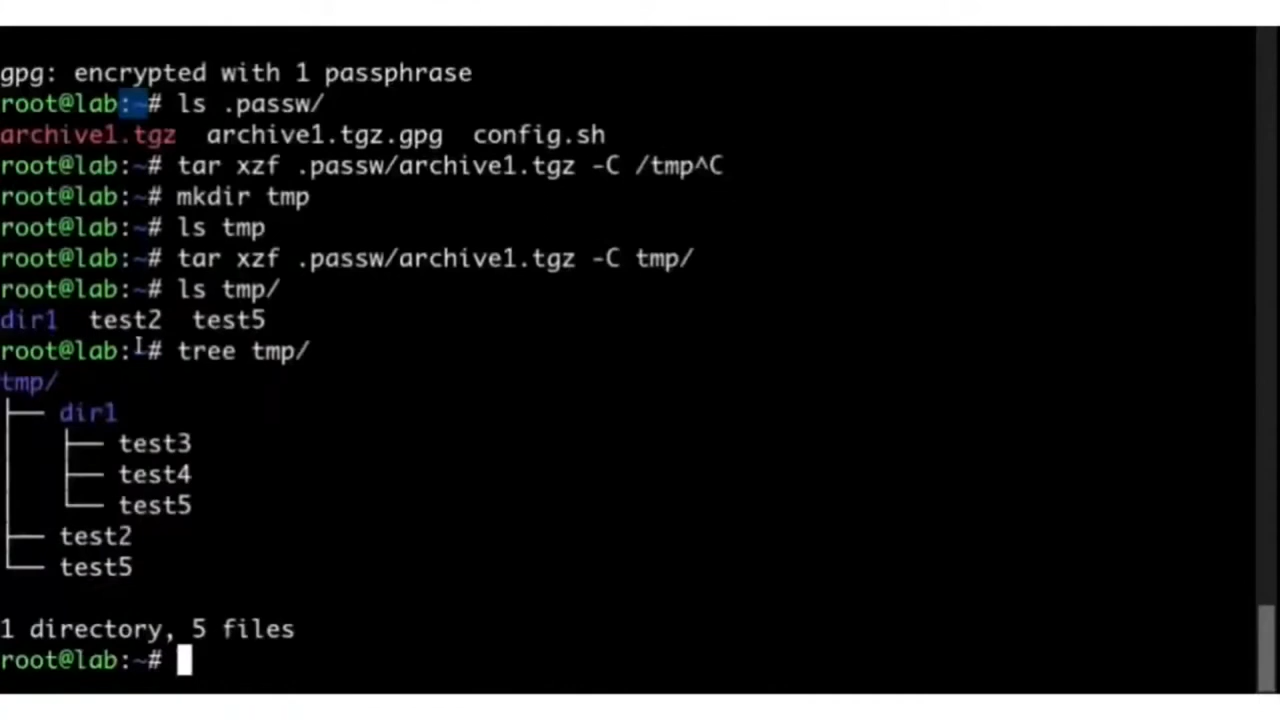 gpg: encrypted with 1 passphrase
root@lab:~# ls .passw/
archive1.tgz  archive1.tgz.gpg  config.sh
root@lab:~# tar xzf .passw/archive1.tgz -C /tmp^C
root@lab:~# mkdir tmp
root@lab:~# ls tmp
root@lab:~# tar xzf .passw/archive1.tgz -C tmp/
root@lab:~# ls tmp/
dir1  test2  test5
root@lab:~# tree tmp/
tmp/
├── dir1
│   ├── test3
│   ├── test4
│   └── test5
├── test2
└── test5
1 directory, 5 files
root@lab:~#